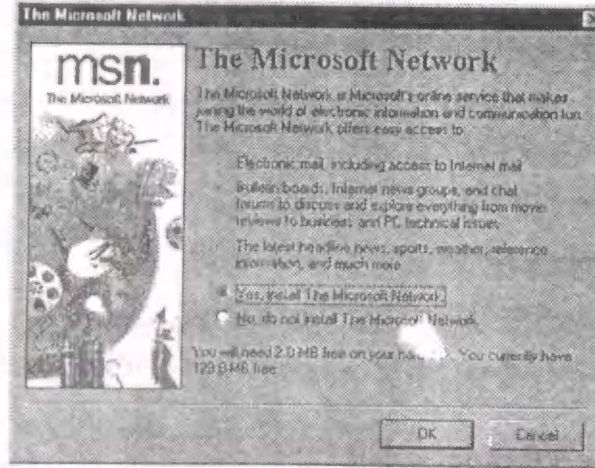 The Microsoft Network
msn.
The Microsoft Network
The Microsoft Network
The Microsoft Network is Microsoft's online service that makes
joining the world of electronic information and communication fun.
The Microsoft Network offers easy access to:
Electronic mail, including access to Internet mail
Bulletin boards, Internet news groups, and chat
forums to discuss and explore everything from movie
reviews to business and PC technical issues
The latest headline news, sports, weather, reference
information, and much more
Yes, install The Microsoft Network.
No, do not install The Microsoft Network.
You will need 2.0 MB free on your You currently have
129.8 MB free.
OK
Cancel